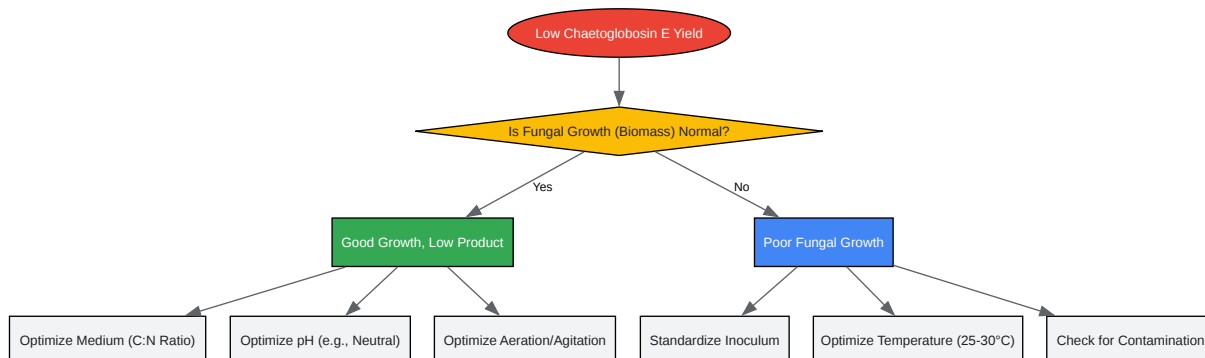 Low Chaetoglobosin E Yield
Is Fungal Growth (Biomass) Normal?
Yes
No
Good Growth, Low Product
Poor Fungal Growth
Optimize Medium (C:N Ratio)
Optimize pH (e.g., Neutral)
Optimize Aeration/Agitation
Standardize Inoculum
Optimize Temperature (25-30°C)
Check for Contamination